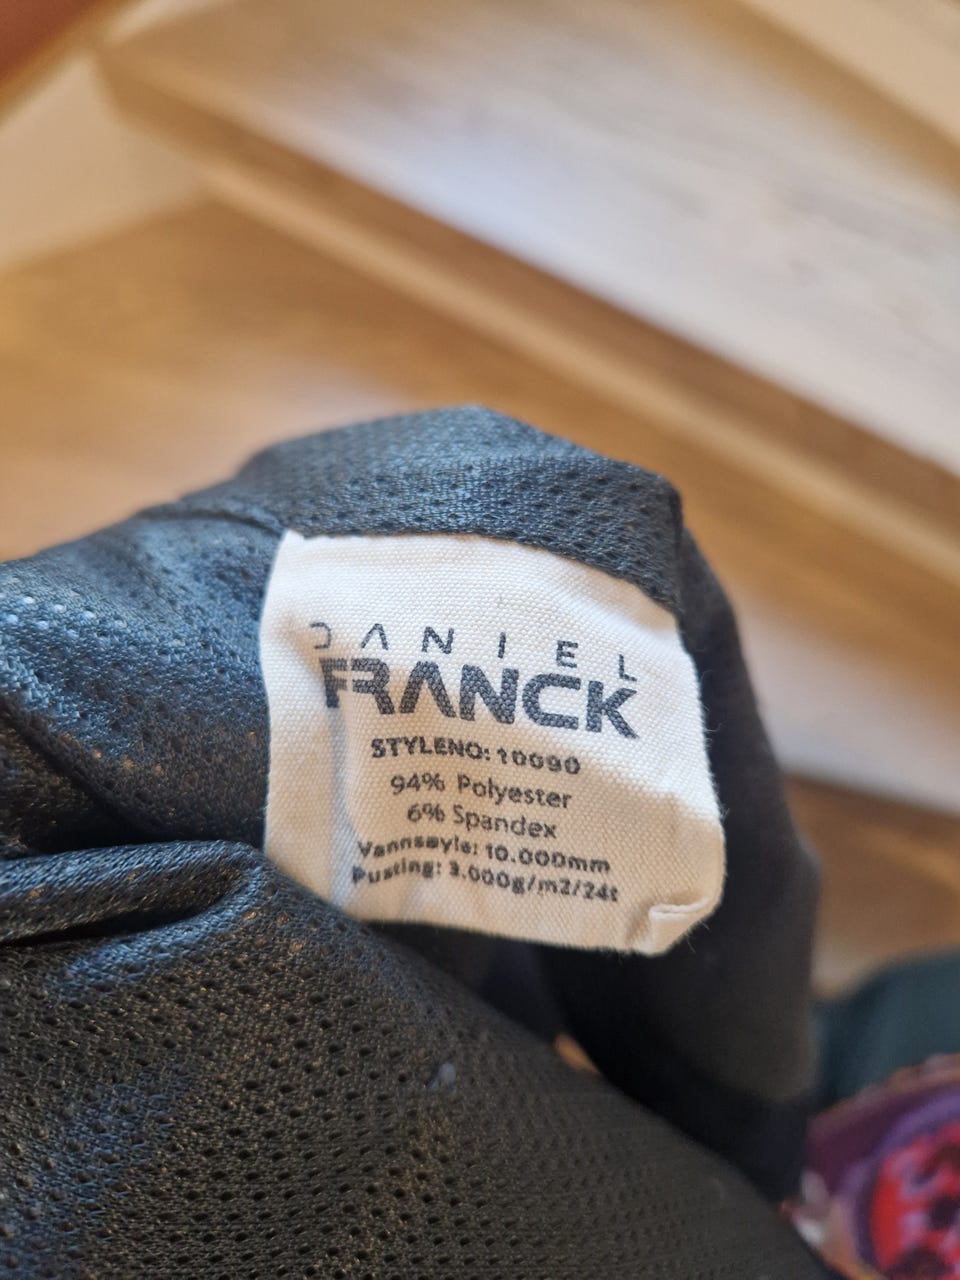 DANIEL
FRANCK
STYLENO: 10090
94% Polyester
6% Spandex
Vannsøyle: 10.000mm
Pusting: 3.000g/m2/24t